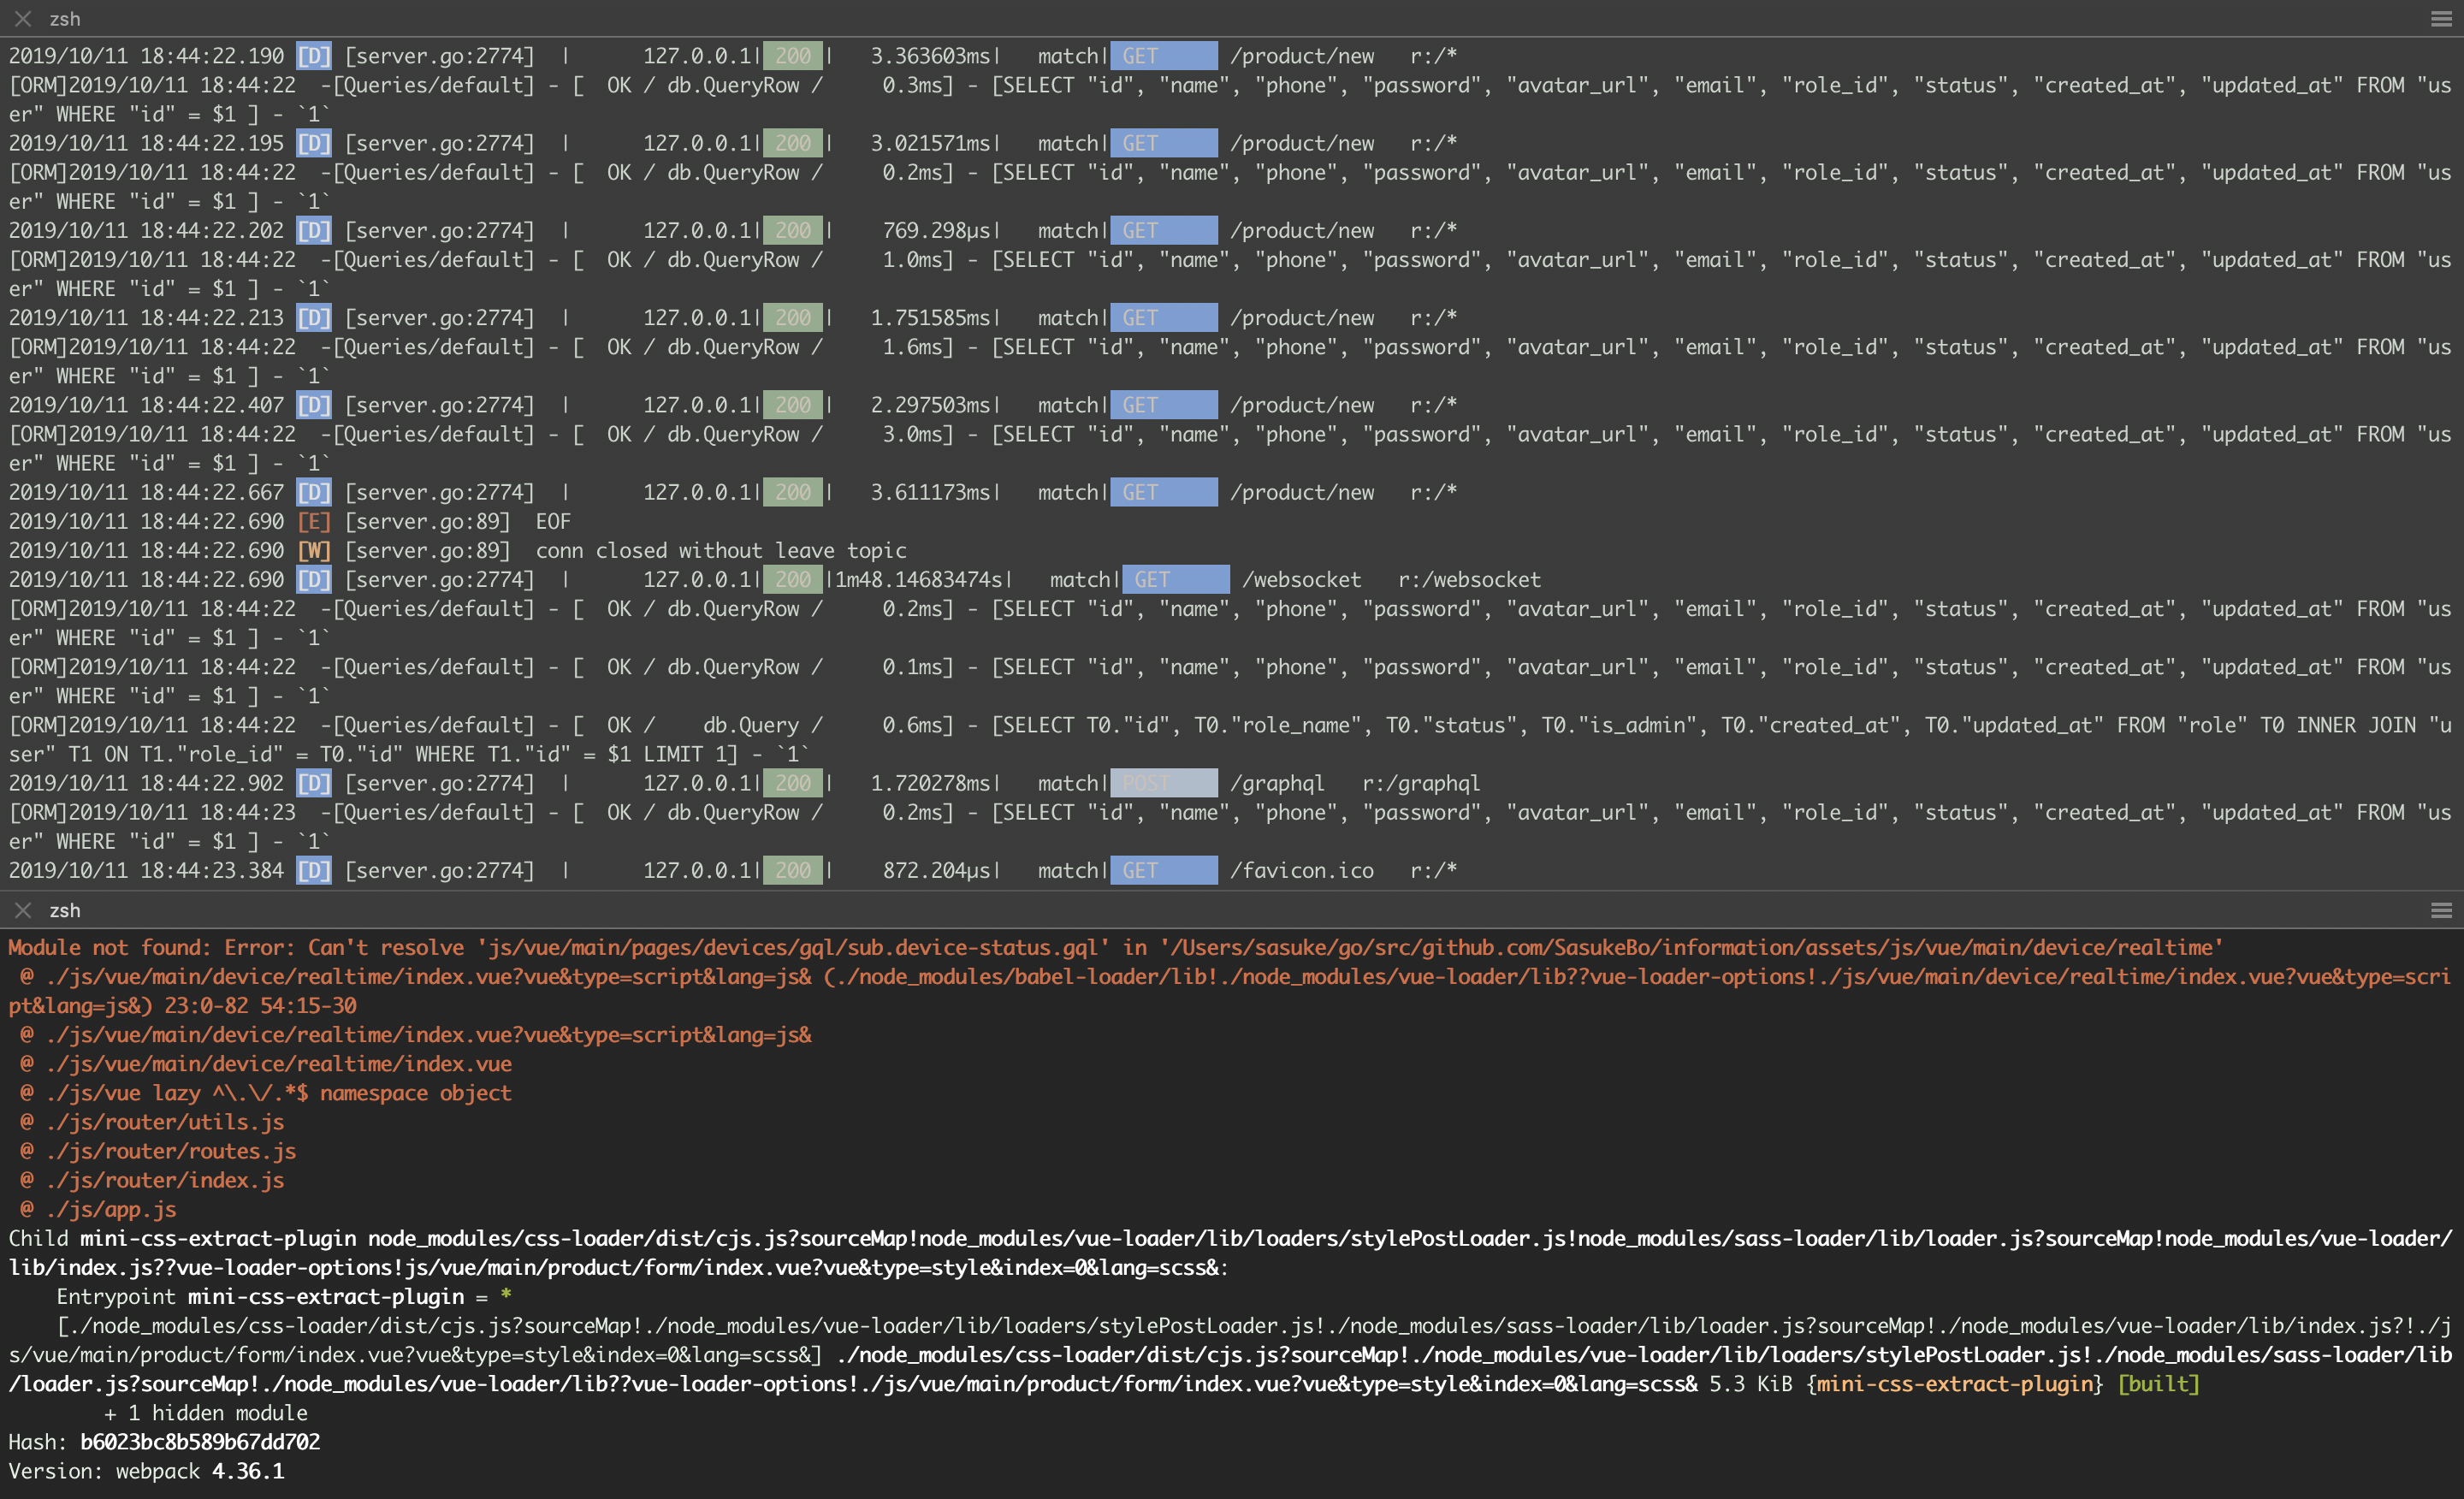 zsh
2019/10/11 18:44:22.190 [D] [server.go:2774]  |      127.0.0.1| 200 |   3.363603ms|   match| GET      /product/new   r:/*
[ORM]2019/10/11 18:44:22  -[Queries/default] - [  OK / db.QueryRow /     0.3ms] - [SELECT "id", "name", "phone", "password", "avatar_url", "email", "role_id", "status", "created_at", "updated_at" FROM "us
er" WHERE "id" = $1 ] - `1`
2019/10/11 18:44:22.195 [D] [server.go:2774]  |      127.0.0.1| 200 |   3.021571ms|   match| GET      /product/new   r:/*
[ORM]2019/10/11 18:44:22  -[Queries/default] - [  OK / db.QueryRow /     0.2ms] - [SELECT "id", "name", "phone", "password", "avatar_url", "email", "role_id", "status", "created_at", "updated_at" FROM "us
er" WHERE "id" = $1 ] - `1`
2019/10/11 18:44:22.202 [D] [server.go:2774]  |      127.0.0.1| 200 |    769.298µs|   match| GET      /product/new   r:/*
[ORM]2019/10/11 18:44:22  -[Queries/default] - [  OK / db.QueryRow /     1.0ms] - [SELECT "id", "name", "phone", "password", "avatar_url", "email", "role_id", "status", "created_at", "updated_at" FROM "us
er" WHERE "id" = $1 ] - `1`
2019/10/11 18:44:22.213 [D] [server.go:2774]  |      127.0.0.1| 200 |   1.751585ms|   match| GET      /product/new   r:/*
[ORM]2019/10/11 18:44:22  -[Queries/default] - [  OK / db.QueryRow /     1.6ms] - [SELECT "id", "name", "phone", "password", "avatar_url", "email", "role_id", "status", "created_at", "updated_at" FROM "us
er" WHERE "id" = $1 ] - `1`
2019/10/11 18:44:22.407 [D] [server.go:2774]  |      127.0.0.1| 200 |   2.297503ms|   match| GET      /product/new   r:/*
[ORM]2019/10/11 18:44:22  -[Queries/default] - [  OK / db.QueryRow /     3.0ms] - [SELECT "id", "name", "phone", "password", "avatar_url", "email", "role_id", "status", "created_at", "updated_at" FROM "us
er" WHERE "id" = $1 ] - `1`
2019/10/11 18:44:22.667 [D] [server.go:2774]  |      127.0.0.1| 200 |   3.611173ms|   match| GET      /product/new   r:/*
2019/10/11 18:44:22.690 [E] [server.go:89]  EOF
2019/10/11 18:44:22.690 [W] [server.go:89]  conn closed without leave topic
2019/10/11 18:44:22.690 [D] [server.go:2774]  |      127.0.0.1| 200 |1m48.14683474s|   match| GET      /websocket   r:/websocket
[ORM]2019/10/11 18:44:22  -[Queries/default] - [  OK / db.QueryRow /     0.2ms] - [SELECT "id", "name", "phone", "password", "avatar_url", "email", "role_id", "status", "created_at", "updated_at" FROM "us
er" WHERE "id" = $1 ] - `1`
[ORM]2019/10/11 18:44:22  -[Queries/default] - [  OK / db.QueryRow /     0.1ms] - [SELECT "id", "name", "phone", "password", "avatar_url", "email", "role_id", "status", "created_at", "updated_at" FROM "us
er" WHERE "id" = $1 ] - `1`
[ORM]2019/10/11 18:44:22  -[Queries/default] - [  OK /    db.Query /     0.6ms] - [SELECT T0."id", T0."role_name", T0."status", T0."is_admin", T0."created_at", T0."updated_at" FROM "role" T0 INNER JOIN "u
ser" T1 ON T1."role_id" = T0."id" WHERE T1."id" = $1 LIMIT 1] - `1`
2019/10/11 18:44:22.902 [D] [server.go:2774]  |      127.0.0.1| 200 |   1.720278ms|   match| POST     /graphql   r:/graphql
[ORM]2019/10/11 18:44:23  -[Queries/default] - [  OK / db.QueryRow /     0.2ms] - [SELECT "id", "name", "phone", "password", "avatar_url", "email", "role_id", "status", "created_at", "updated_at" FROM "us
er" WHERE "id" = $1 ] - `1`
2019/10/11 18:44:23.384 [D] [server.go:2774]  |      127.0.0.1| 200 |    872.204µs|   match| GET      /favicon.ico   r:/*
zsh
Module not found: Error: Can't resolve 'js/vue/main/pages/devices/gql/sub.device-status.gql' in '/Users/sasuke/go/src/github.com/SasukeBo/information/assets/js/vue/main/device/realtime'
 @ ./js/vue/main/device/realtime/index.vue?vue&type=script&lang=js& (./node_modules/babel-loader/lib!./node_modules/vue-loader/lib??vue-loader-options!./js/vue/main/device/realtime/index.vue?vue&type=scri
pt&lang=js&) 23:0-82 54:15-30
 @ ./js/vue/main/device/realtime/index.vue?vue&type=script&lang=js&
 @ ./js/vue/main/device/realtime/index.vue
 @ ./js/vue lazy ^\.\/.*$ namespace object
 @ ./js/router/utils.js
 @ ./js/router/routes.js
 @ ./js/router/index.js
 @ ./js/app.js
Child mini-css-extract-plugin node_modules/css-loader/dist/cjs.js?sourceMap!node_modules/vue-loader/lib/loaders/stylePostLoader.js!node_modules/sass-loader/lib/loader.js?sourceMap!node_modules/vue-loader/
lib/index.js??vue-loader-options!js/vue/main/product/form/index.vue?vue&type=style&index=0&lang=scss&:
    Entrypoint mini-css-extract-plugin = *
    [./node_modules/css-loader/dist/cjs.js?sourceMap!./node_modules/vue-loader/lib/loaders/stylePostLoader.js!./node_modules/sass-loader/lib/loader.js?sourceMap!./node_modules/vue-loader/lib/index.js?!./j
s/vue/main/product/form/index.vue?vue&type=style&index=0&lang=scss&] ./node_modules/css-loader/dist/cjs.js?sourceMap!./node_modules/vue-loader/lib/loaders/stylePostLoader.js!./node_modules/sass-loader/lib
/loader.js?sourceMap!./node_modules/vue-loader/lib??vue-loader-options!./js/vue/main/product/form/index.vue?vue&type=style&index=0&lang=scss& 5.3 KiB {mini-css-extract-plugin} [built]
        + 1 hidden module
Hash: b6023bc8b589b67dd702
Version: webpack 4.36.1